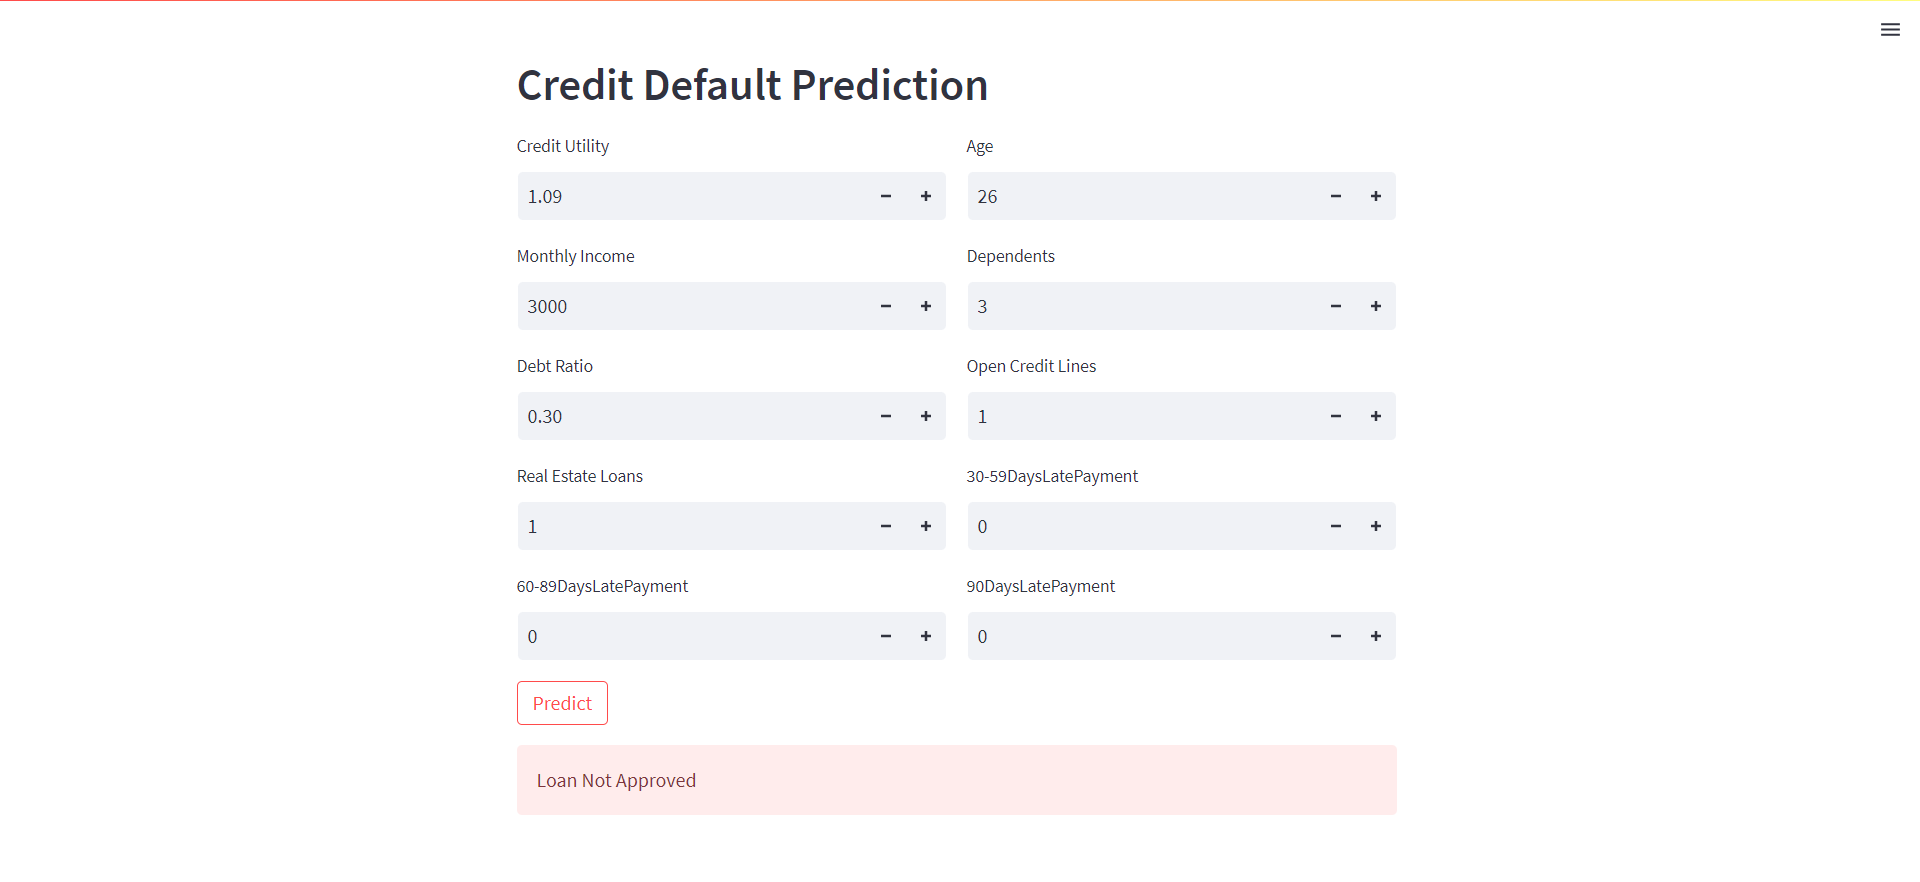 Credit Default Prediction
Credit Utility
Age
1.09
26
Monthly Income
Dependents
3000
3
Debt Ratio
Open Credit Lines
0.30
1
Real Estate Loans
30-59DaysLatePayment
1
0
60-89DaysLatePayment
90DaysLatePayment
0
0
Predict
Loan Not Approved